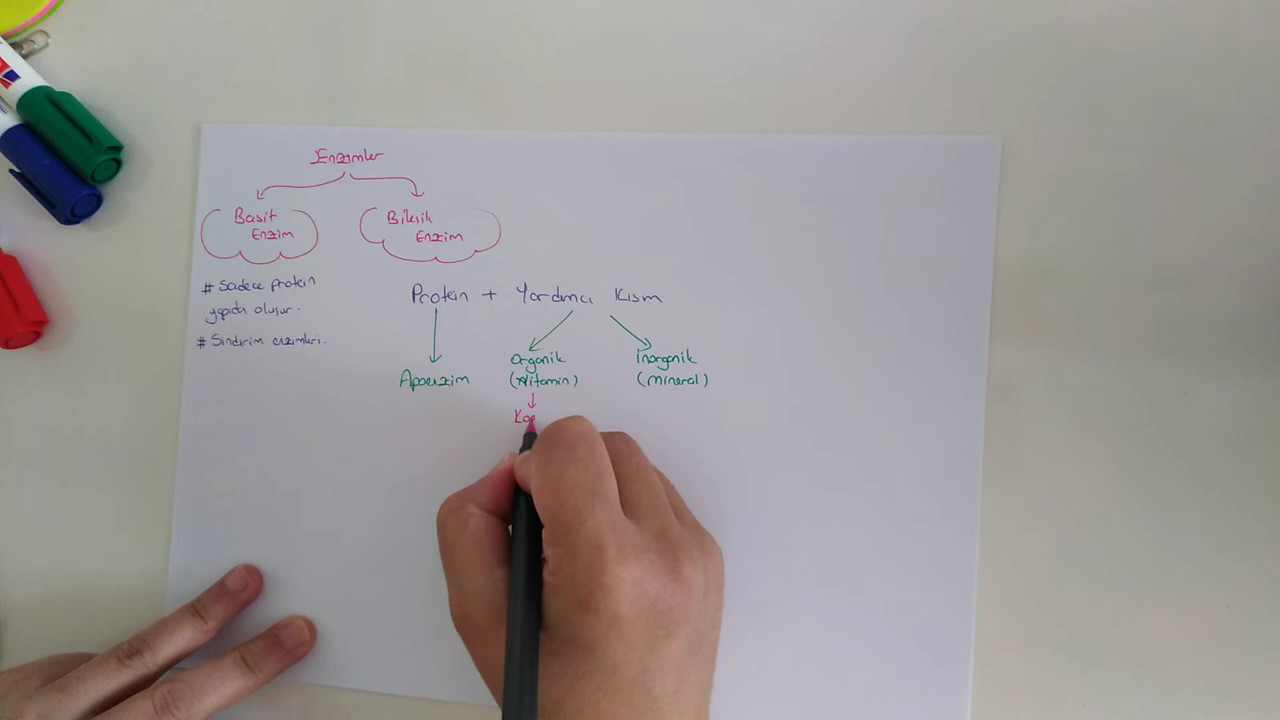 Enzimler
Basit
Enzim
Bileşik
Enzim
# Sadece protein
yapıda oluşur.
# Sindirim enzimleri.
Protein + Yardımcı Kısım
Apoenzim
Organik
(Vitamin)
İnorganik
(Mineral)
Koe